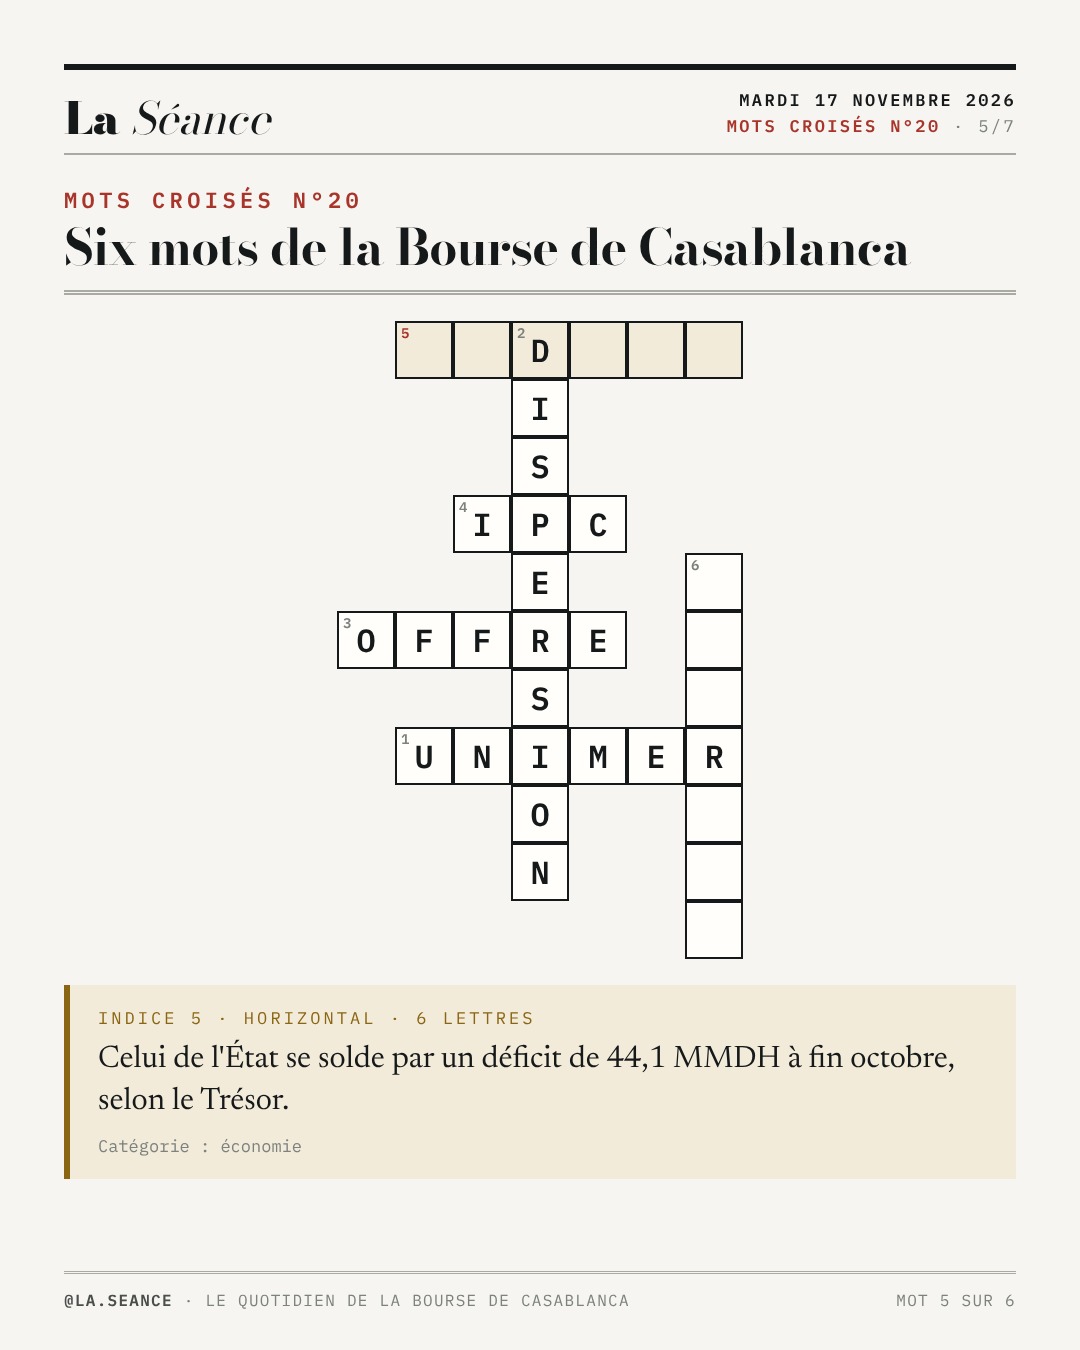 La Séance
MARDI 17 NOVEMBRE 2026
MOTS CROISÉS N°20 · 5/7
MOTS CROISÉS N°20
Six mots de la Bourse de Casablanca
5 2 D
I
S
4 I P C
E 6
3 O F F R E
S
1 U N I M E R
O
N
INDICE 5 · HORIZONTAL · 6 LETTRES
Celui de l'État se solde par un déficit de 44,1 MMDH à fin octobre,
selon le Trésor.
Catégorie : économie
@LA.SEANCE · LE QUOTIDIEN DE LA BOURSE DE CASABLANCA
MOT 5 SUR 6